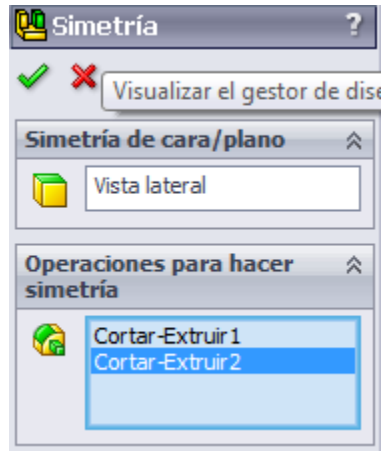 Simetría ?
Visualizar el gestor de dise
Simetría de cara/plano
Vista lateral
Operaciones para hacer
simetría
Cortar-Extruir1
Cortar-Extruir2